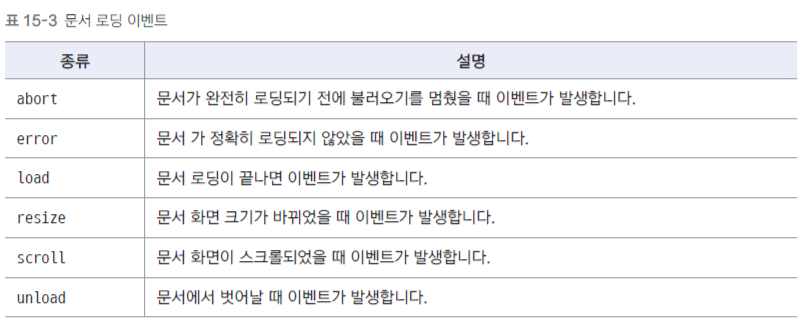 표 15-3 문서 로딩 이벤트
종류 설명
abort 문서가 완전히 로딩되기 전에 불러오기를 멈췄을 때 이벤트가 발생합니다.
error 문서 가 정확히 로딩되지 않았을 때 이벤트가 발생합니다.
load 문서 로딩이 끝나면 이벤트가 발생합니다.
resize 문서 화면 크기가 바뀌었을 때 이벤트가 발생합니다.
scroll 문서 화면이 스크롤되었을 때 이벤트가 발생합니다.
unload 문서에서 벗어날 때 이벤트가 발생합니다.